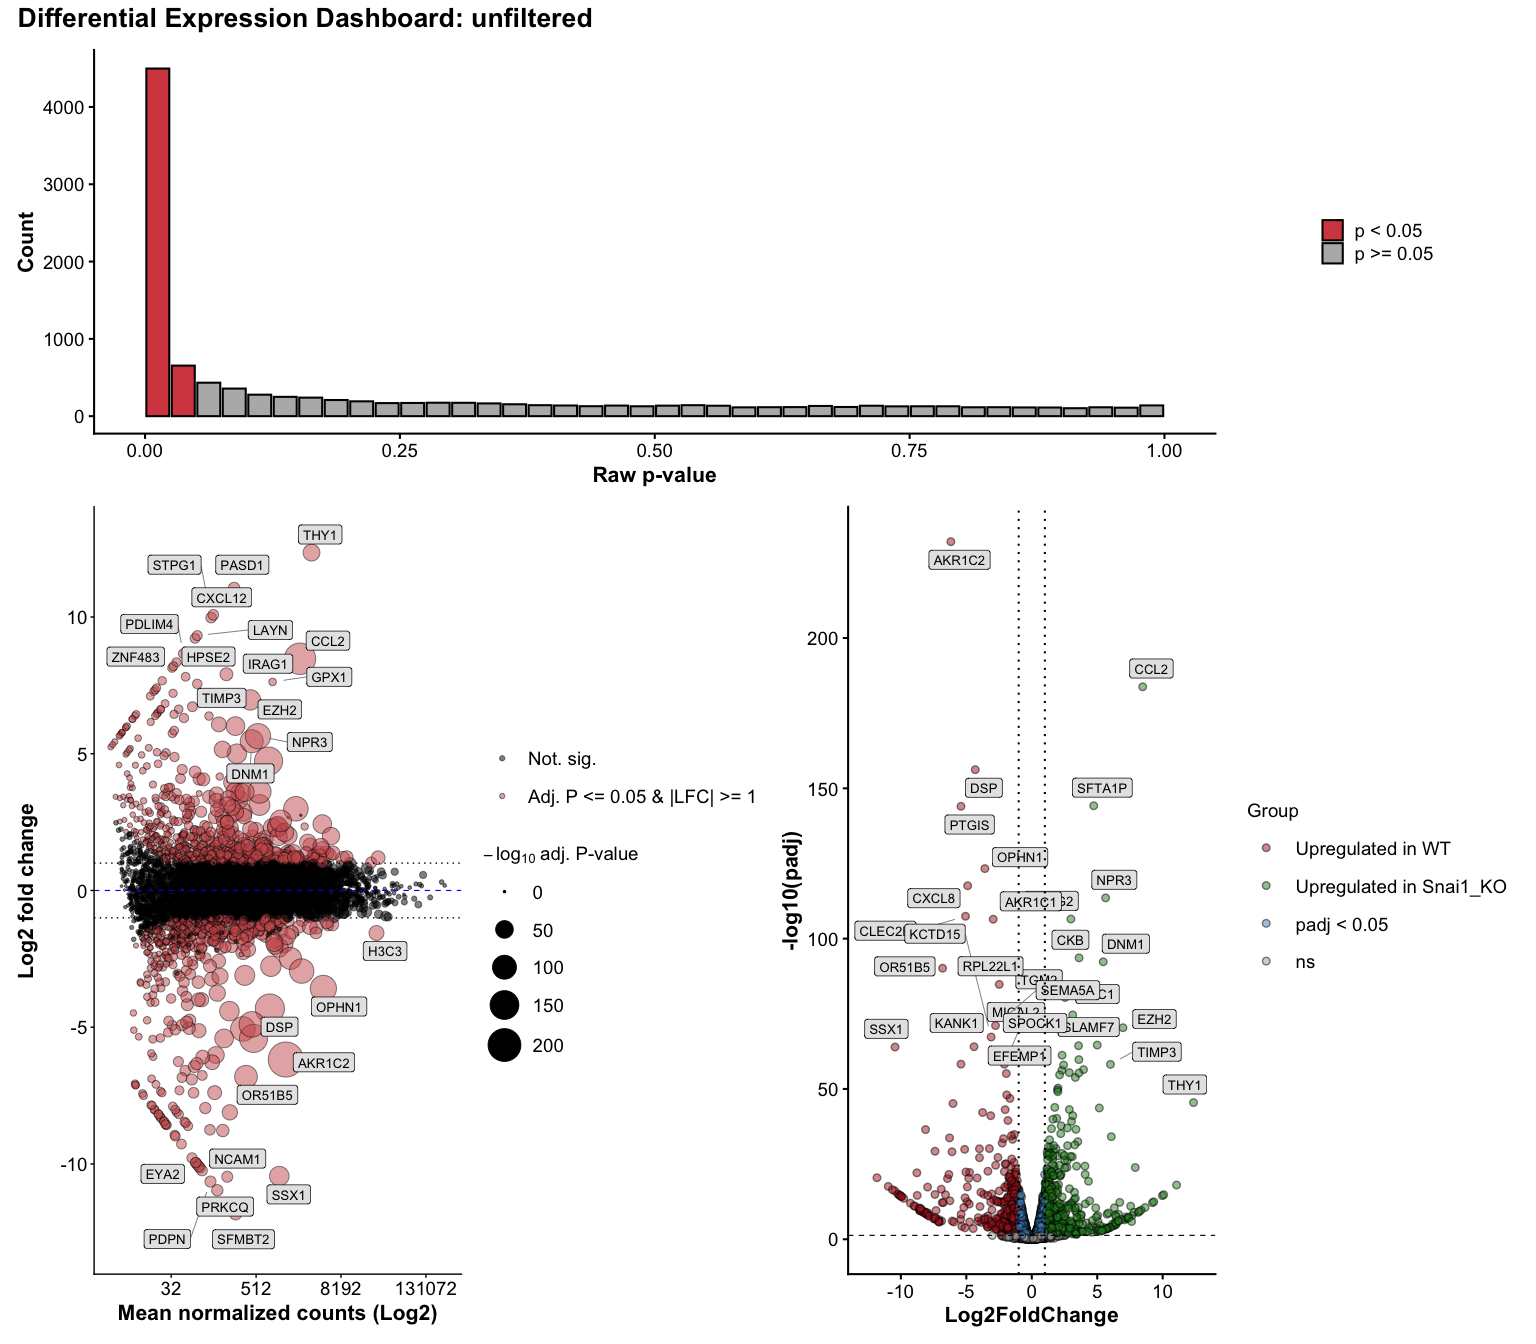 Differential Expression Dashboard: unfiltered
Count
4000
3000
2000
1000
0
0.00
0.25
0.50
0.75
1.00
Raw p-value
p < 0.05
p >= 0.05
Log2 fold change
10
5
0
-5
-10
THY1
STPG1
PASD1
CXCL12
PDLIM4
LAYN
CCL2
ZNF483
HPSE2
IRAG1
GPX1
TIMP3
EZH2
NPR3
DNM1
H3C3
OPHN1
DSP
AKR1C2
OR51B5
NCAM1
EYA2
SSX1
PRKCQ
PDPN
SFMBT2
32
512
8192
131072
Mean normalized counts (Log2)
Not. sig.
Adj. P <= 0.05 & |LFC| >= 1
−log10 adj. P-value
0
50
100
150
200
-log10(padj)
200
150
100
50
0
AKR1C2
CCL2
DSP
SFTA1P
PTGIS
OPHN1
NPR3
CXCL8
AKR1C1
CKB
KCTD15
DNM1
OR51B5
RPL22L1
SEMA5A
KANK1
SPOCK1
SLAMF7
EZH2
SSX1
EFEMP1
TIMP3
THY1
-10
-5
0
5
10
Log2FoldChange
Group
Upregulated in WT
Upregulated in Snai1_KO
padj < 0.05
ns